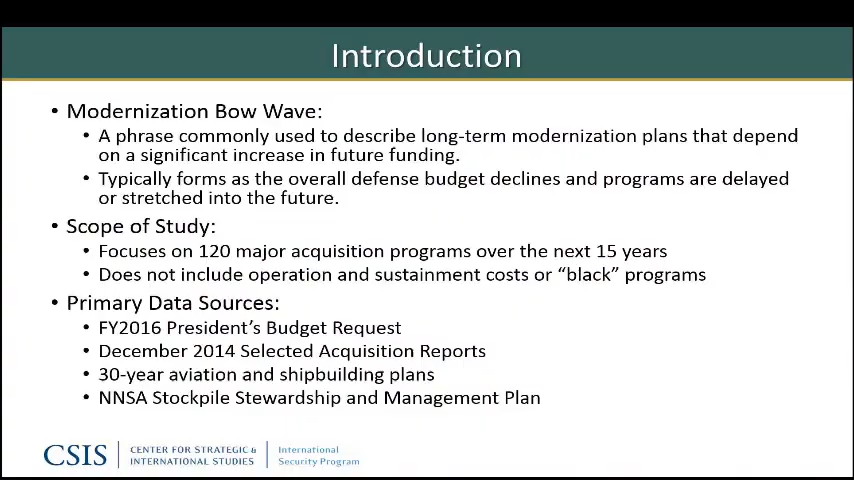 Introduction
• Modernization Bow Wave:
• A phrase commonly used to describe long-term modernization plans that depend
on a significant increase in future funding.
• Typically forms as the overall defense budget declines and programs are delayed
or stretched into the future.
• Scope of Study:
• Focuses on 120 major acquisition programs over the next 15 years
• Does not include operation and sustainment costs or “black” programs
• Primary Data Sources:
• FY2016 President’s Budget Request
• December 2014 Selected Acquisition Reports
• 30-year aviation and shipbuilding plans
• NNSA Stockpile Stewardship and Management Plan
CSIS
CENTER FOR STRATEGIC &
INTERNATIONAL STUDIES
International
Security Program